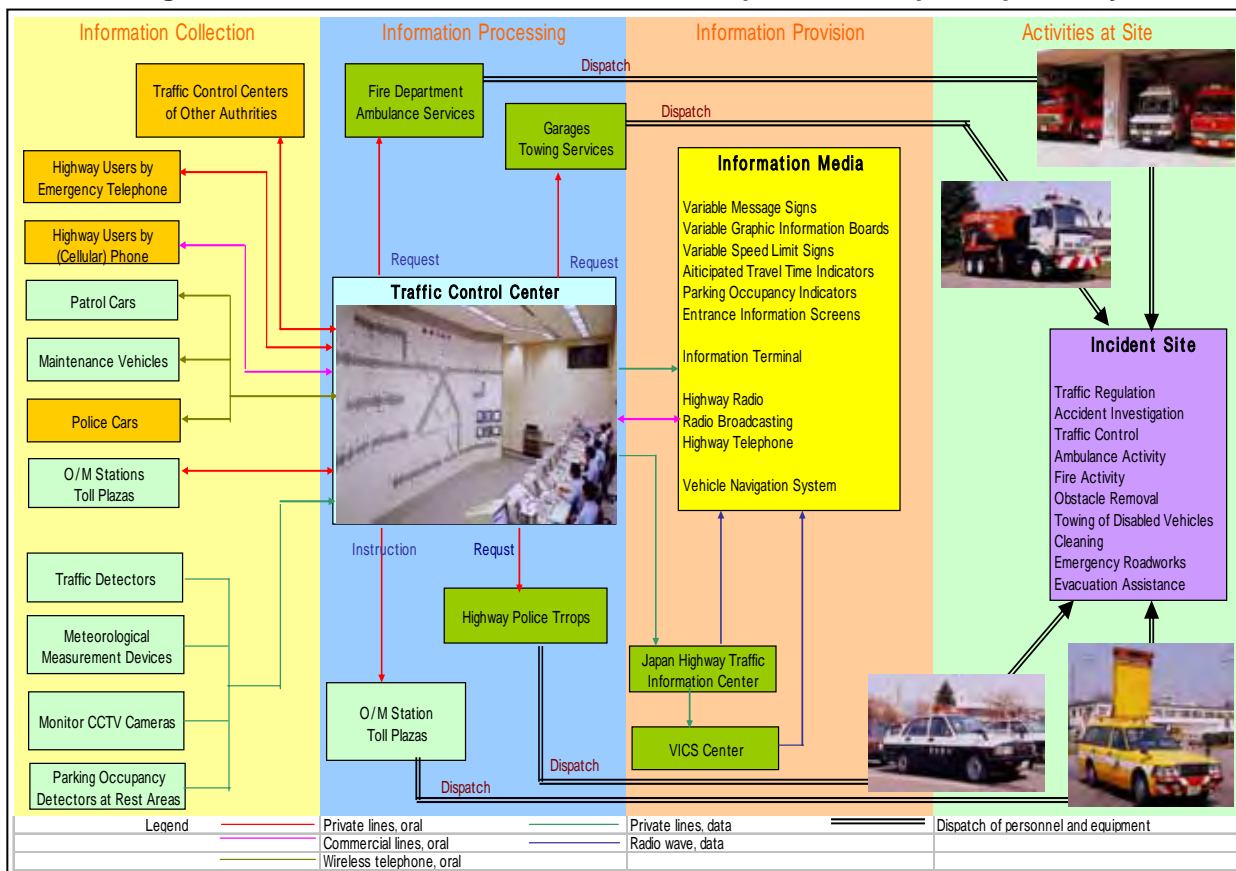 Information Collection
Information Processing
Information Provision
Activities at Site
Traffic Control Centers
of Other Authrities
Highway Users by
Emergency Telephone
Highway Users by
(Cellular) Phone
Patrol Cars
Maintenance Vehicles
Police Cars
O/M Stations
Toll Plazas
Traffic Detectors
Meteorological
Measurement Devices
Monitor CCTV Cameras
Parking Occupancy
Detectors at Rest Areas
Fire Department
Ambulance Services
Dispatch
Garages
Towing Services
Dispatch
Request
Request
Traffic Control Center
Instruction
Requst
Highway Police Trrops
O/M Station
Toll Plazas
Dispatch
Dispatch
Information Media
Variable Message Signs
Variable Graphic Information Boards
Variable Speed Limit Signs
Aiticipated Travel Time Indicators
Parking Occupancy Indicators
Entrance Information Screens
Information Terminal
Highway Radio
Radio Broadcasting
Highway Telephone
Vehicle Navigation System
Japan Highway Traffic
Information Center
VICS Center
Incident Site
Traffic Regulation
Accident Investigation
Traffic Control
Ambulance Activity
Fire Activity
Obstacle Removal
Towing of Disabled Vehicles
Cleaning
Emergency Roadworks
Evacuation Assistance
Legend
Private lines, oral
Private lines, data
Dispatch of personnel and equipment
Commercial lines, oral
Radio wave, data
Wireless telephone, oral